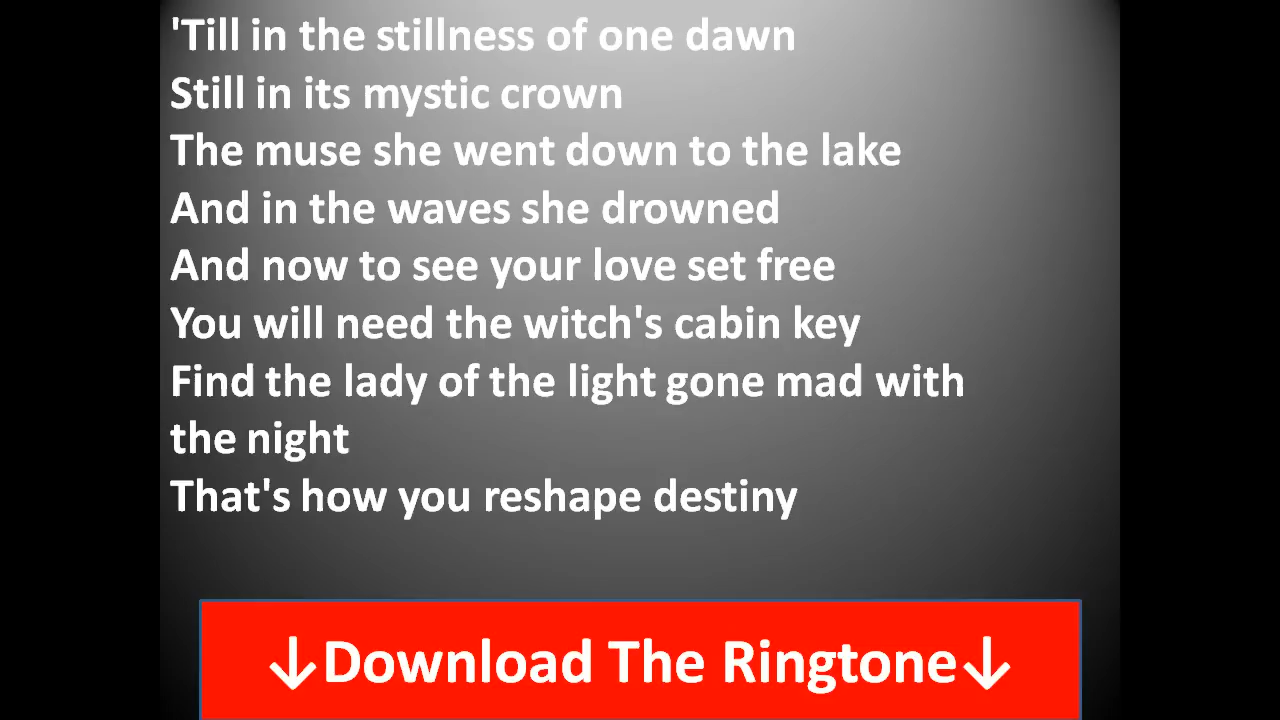 'Till in the stillness of one dawn
Still in its mystic crown
The muse she went down to the lake
And in the waves she drowned
And now to see your love set free
You will need the witch's cabin key
Find the lady of the light gone mad with
the night
That's how you reshape destiny
↓Download The Ringtone↓